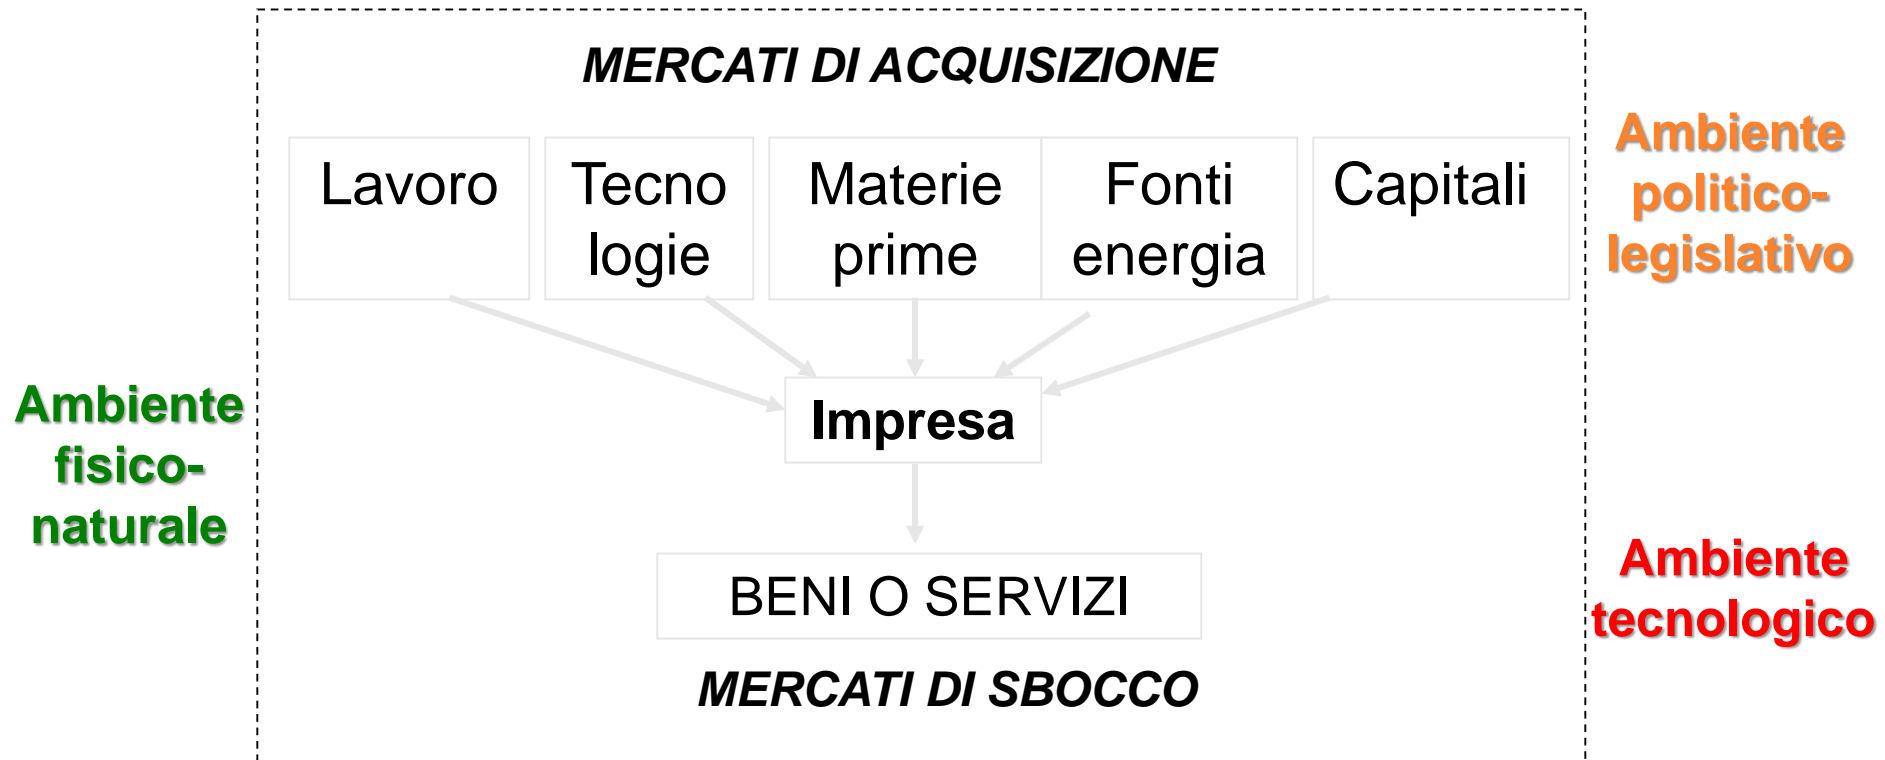 MERCATI DI ACQUISIZIONE
Lavoro
Tecno
logie
Materie
prime
Fonti
energia
Capitali
Ambiente
politico-
legislativo
Ambiente
fisico-
naturale
Impresa
BENI O SERVIZI
Ambiente
tecnologico
MERCATI DI SBOCCO